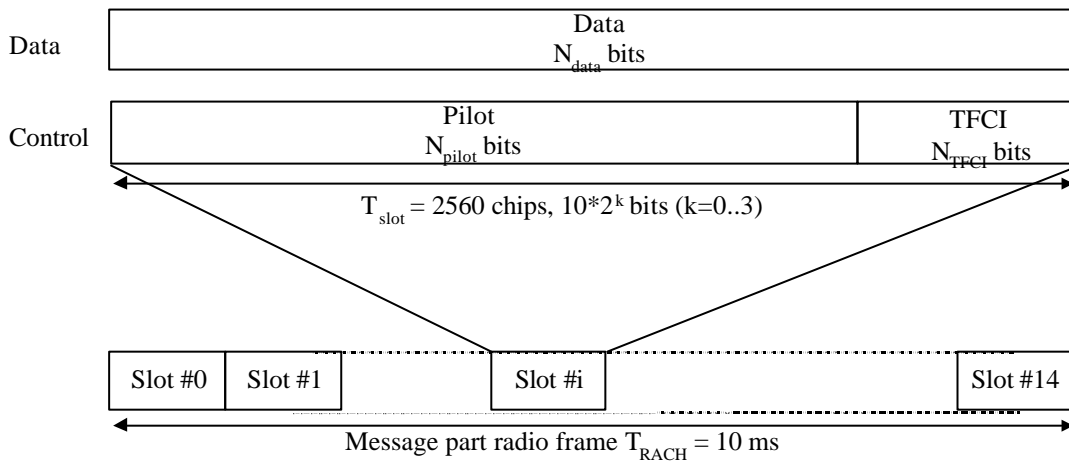 Data
Data
N_data bits
Control
Pilot
N_pilot bits
TFCI
N_TFCI bits
T_slot = 2560 chips, 10*2^k bits (k=0..3)
Slot #0
Slot #1
Slot #i
Slot #14
Message part radio frame T_RACH = 10 ms